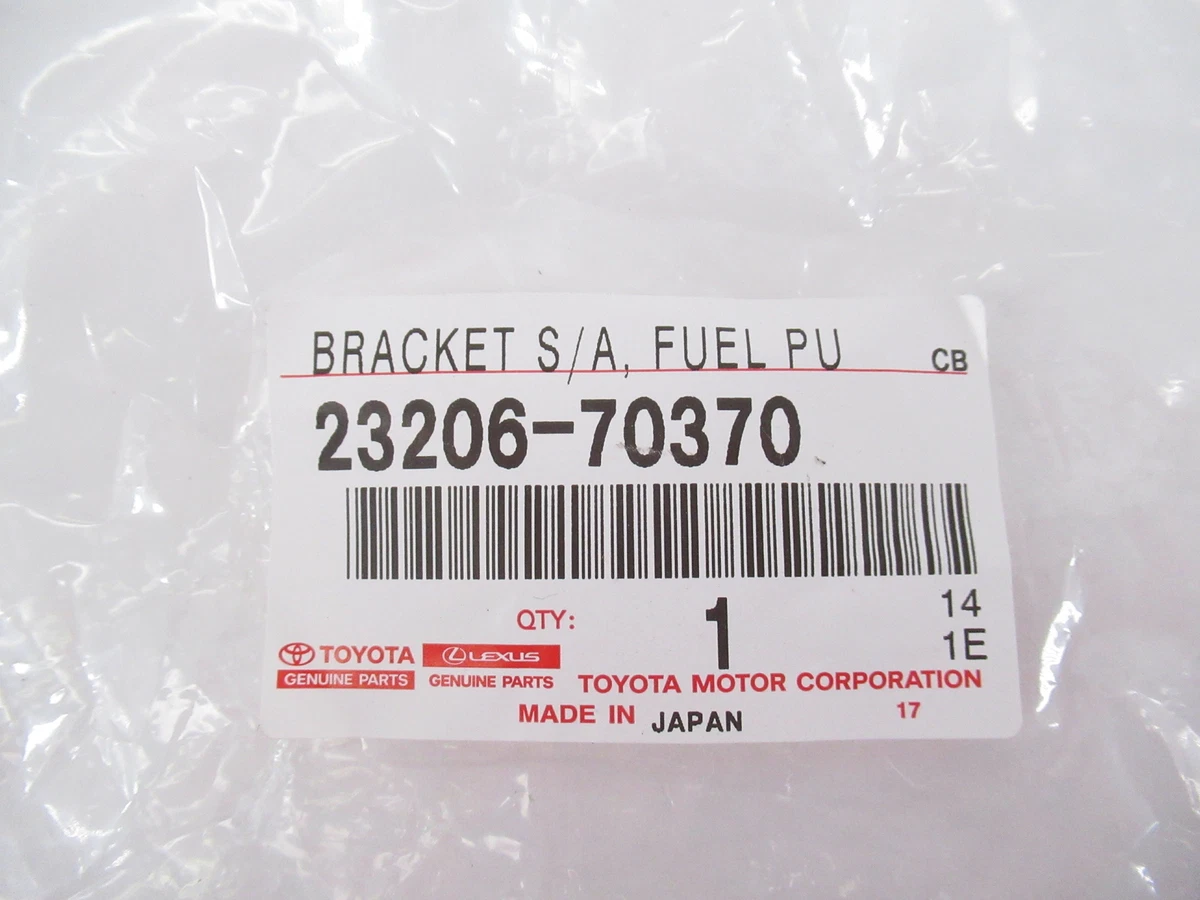 BRACKET S/A, FUEL PU CB
23206-70370
QTY: 1 14
1E
TOYOTA LEXUS
GENUINE PARTS GENUINE PARTS TOYOTA MOTOR CORPORATION
MADE IN JAPAN 17